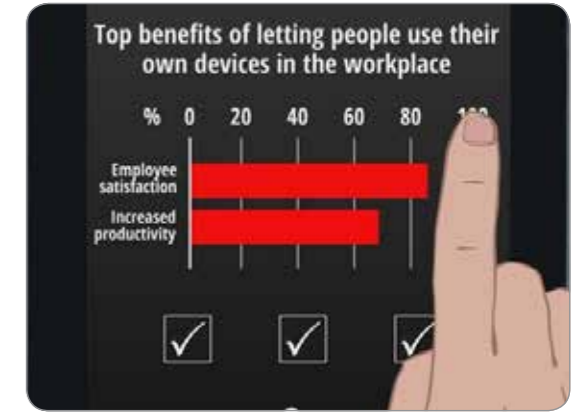 Top benefits of letting people use their
own devices in the workplace
% 0 20 40 60 80
Employee
satisfaction
Increased
productivity